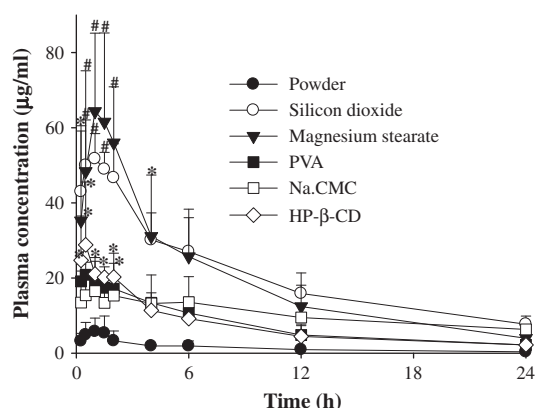 80
60
40
20
0
Plasma concentration (μg/ml)
Powder
Silicon dioxide
Magnesium stearate
PVA
Na.CMC
HP-β-CD
# # # # # # # * * * * * * * * *
0 6 12 18 24
Time (h)